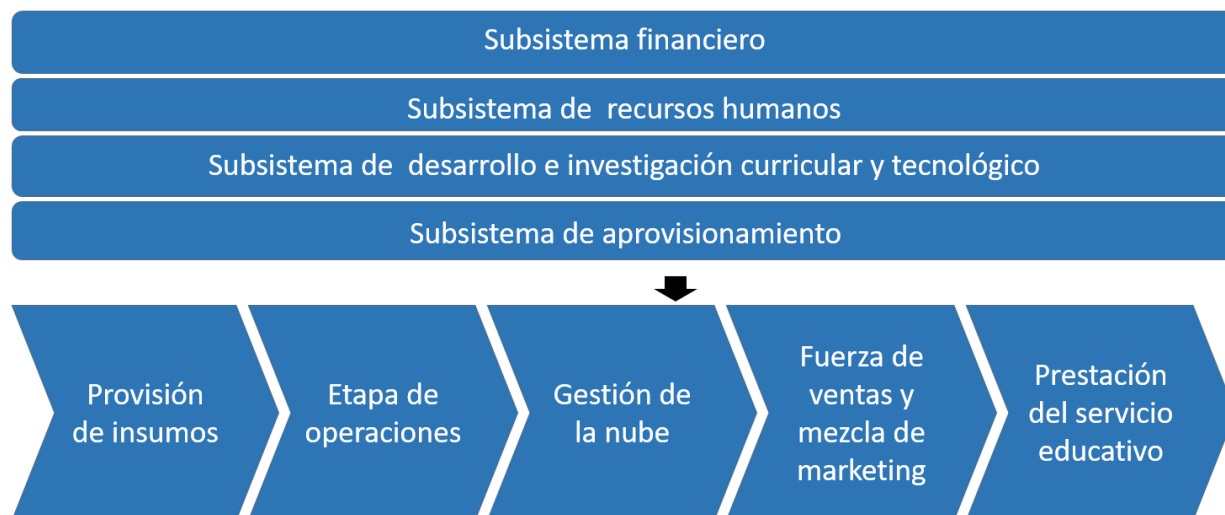 Subsistema financiero
Subsistema de  recursos humanos
Subsistema de  desarrollo e investigación curricular y tecnológico
Subsistema de aprovisionamiento
Provisión
de insumos
Etapa de
operaciones
Gestión de
la nube
Fuerza de
ventas y
mezcla de
marketing
Prestación
del servicio
educativo